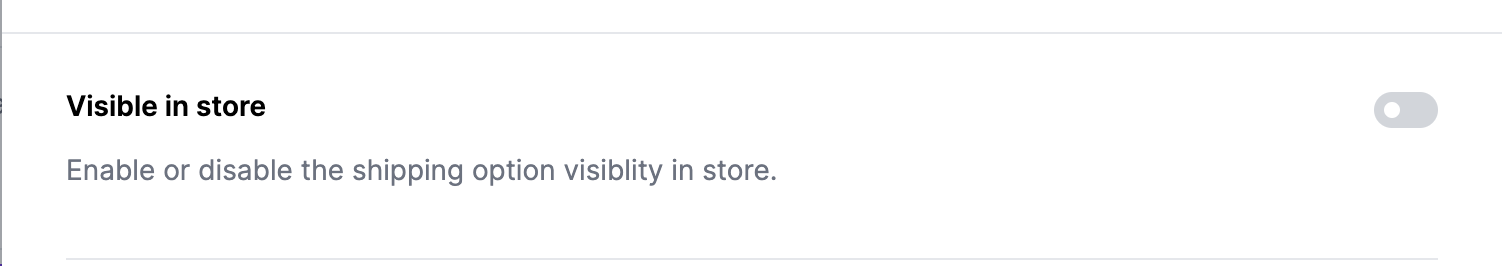 Visible in store
Enable or disable the shipping option visiblity in store.